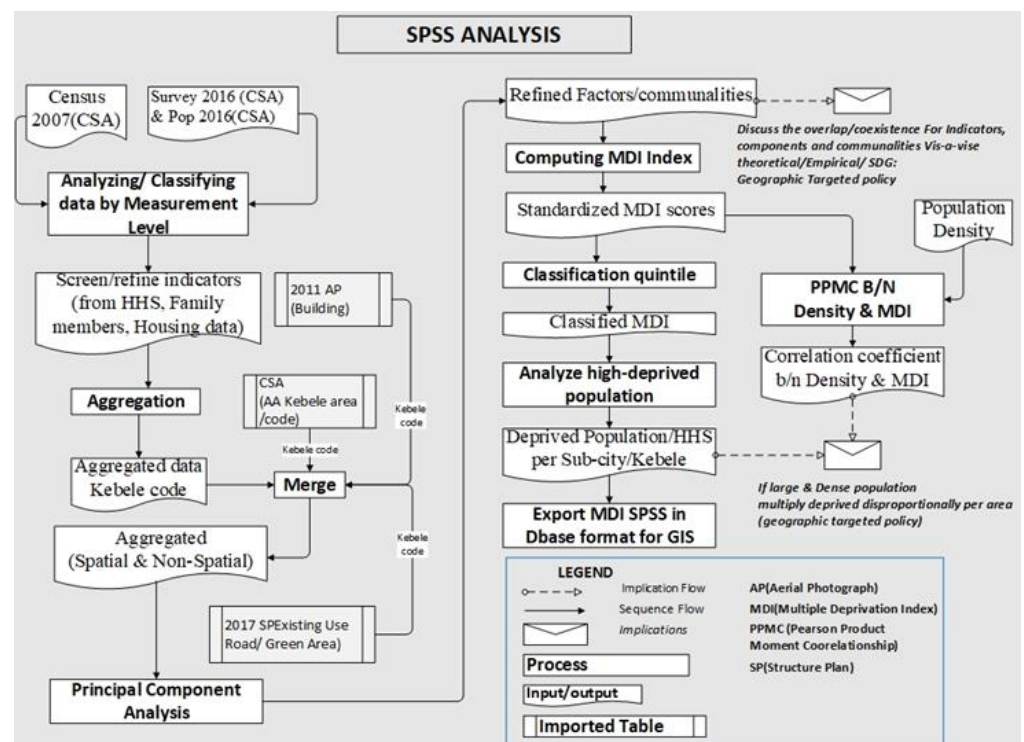 SPSS ANALYSIS
Census
2007(CSA)
Survey 2016 (CSA)
& Pop 2016(CSA)
Analyzing/ Classifying
data by Measurement
Level
Screen/refine indicators
(from HHS, Family
members, Housing data)
2011 AP
(Building)
Aggregation
CSA
(AA Kebele area
/code)
Kebele
code
Kebele code
Aggregated data
Kebele code
Merge
Aggregated
(Spatial & Non-Spatial)
Kebele
code
2017 SPExisting Use
Road/ Green Area)
Principal Component
Analysis
Refined Factors/communalities
Discuss the overlap/coexistence For Indicators,
components and communalities Vis-a-vise
theoretical/Empirical/ SDG:
Geographic Targeted policy
Computing MDI Index
Standardized MDI scores
Population
Density
Classification quintile
PPMC B/N
Density & MDI
Classified MDI
Correlation coefficient
b/n Density & MDI
Analyze high-deprived
population
Deprived Population/HHS
per Sub-city/Kebele
If large & Dense population
multiply deprived disproportionally per area
(geographic targeted policy)
Export MDI SPSS in
Dbase format for GIS
LEGEND
Implication Flow
Sequence Flow
Implications
Process
Input/output
Imported Table
AP(Aerial Photograph)
MDI(Multiple Deprivation Index)
PPMC (Pearson Product
Moment Coorelationship)
SP(Structure Plan)